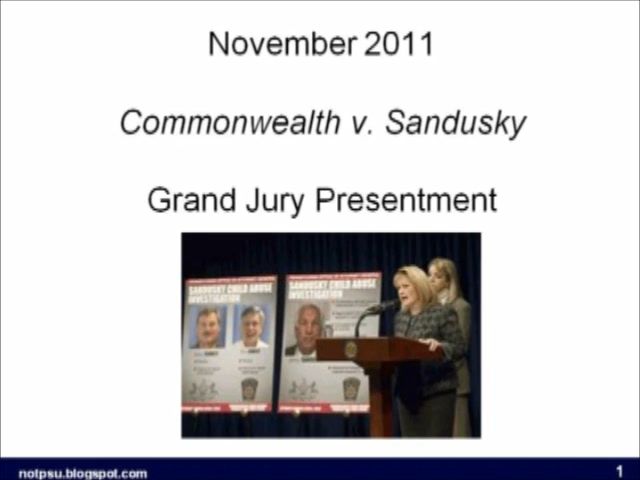 November 2011
Commonwealth v. Sandusky
Grand Jury Presentment
SANDUSKY CHILD ABUSE
INVESTIGATION
SANDUSKY CHILD ABUSE
INVESTIGATION
notpsu.blogspot.com
1